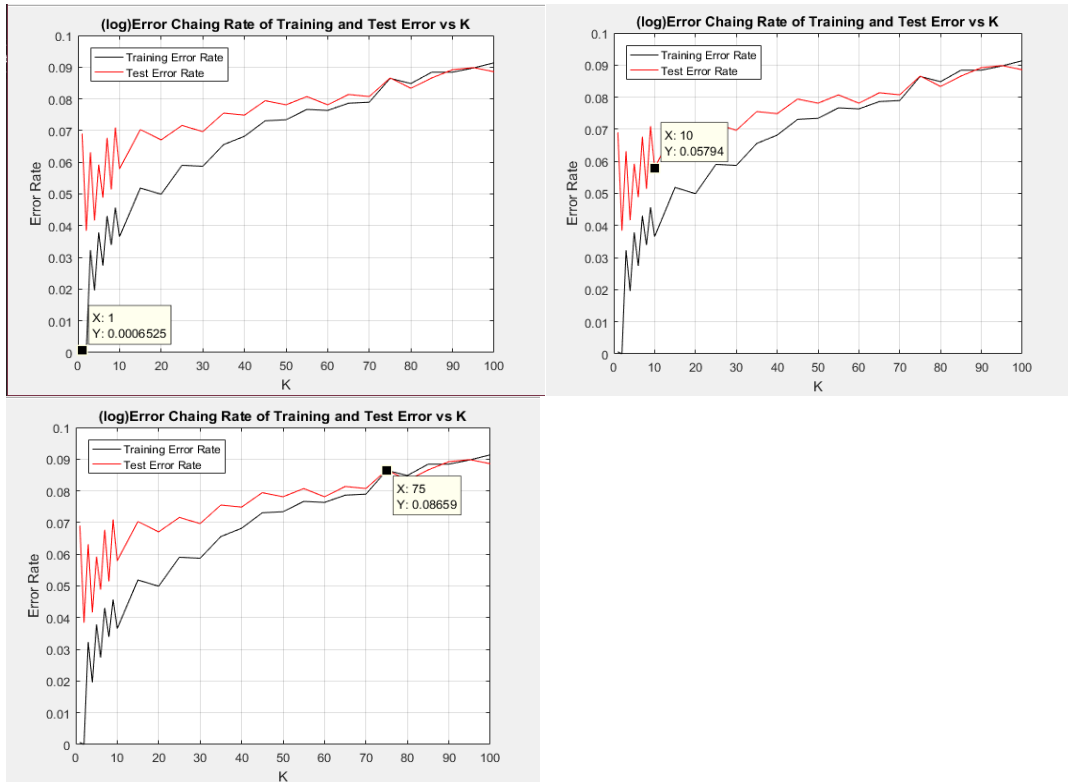 (log)Error Chaing Rate of Training and Test Error vs K
Training Error Rate
Test Error Rate
Error Rate
0.1
0.09
0.08
0.07
0.06
0.05
0.04
0.03
0.02
0.01
0
X: 1
Y: 0.0006525
0 10 20 30 40 50 60 70 80 90 100
K
(log)Error Chaing Rate of Training and Test Error vs K
Training Error Rate
Test Error Rate
Error Rate
0.1
0.09
0.08
0.07
0.06
0.05
0.04
0.03
0.02
0.01
0
X: 10
Y: 0.05794
0 10 20 30 40 50 60 70 80 90 100
K
(log)Error Chaing Rate of Training and Test Error vs K
Training Error Rate
Test Error Rate
Error Rate
0.1
0.09
0.08
0.07
0.06
0.05
0.04
0.03
0.02
0.01
0
X: 75
Y: 0.08659
0 10 20 30 40 50 60 70 80 90 100
K